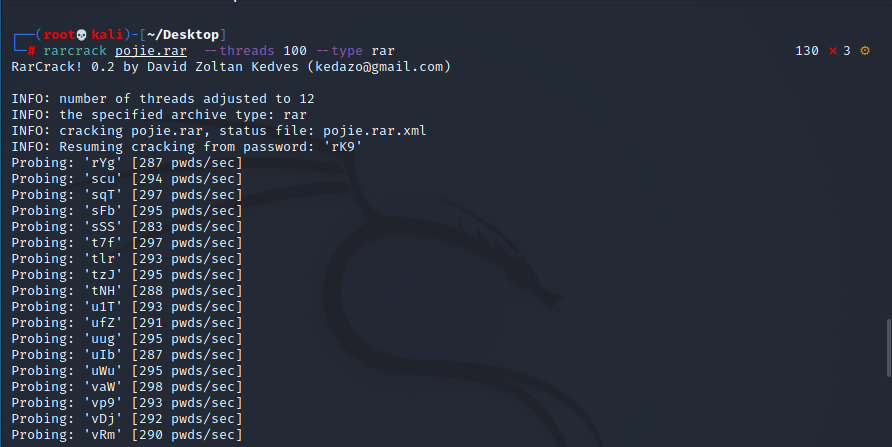 (root💀kali)-[~/Desktop]
# rarcrack pojie.rar --threads 100 --type rar 130 ⨯ 3 ⚙
RarCrack! 0.2 by David Zoltan Kedves (kedazo@gmail.com)
INFO: number of threads adjusted to 12
INFO: the specified archive type: rar
INFO: cracking pojie.rar, status file: pojie.rar.xml
INFO: Resuming cracking from password: 'rK9'
Probing: 'rYg' [287 pwds/sec]
Probing: 'scu' [294 pwds/sec]
Probing: 'sqT' [297 pwds/sec]
Probing: 'sFb' [295 pwds/sec]
Probing: 'sSS' [283 pwds/sec]
Probing: 't7f' [297 pwds/sec]
Probing: 'tlr' [293 pwds/sec]
Probing: 'tzJ' [295 pwds/sec]
Probing: 'tNH' [288 pwds/sec]
Probing: 'u1T' [293 pwds/sec]
Probing: 'ufZ' [291 pwds/sec]
Probing: 'uug' [295 pwds/sec]
Probing: 'uIb' [287 pwds/sec]
Probing: 'uWu' [295 pwds/sec]
Probing: 'vaW' [298 pwds/sec]
Probing: 'vp9' [293 pwds/sec]
Probing: 'vDj' [292 pwds/sec]
Probing: 'vRm' [290 pwds/sec]